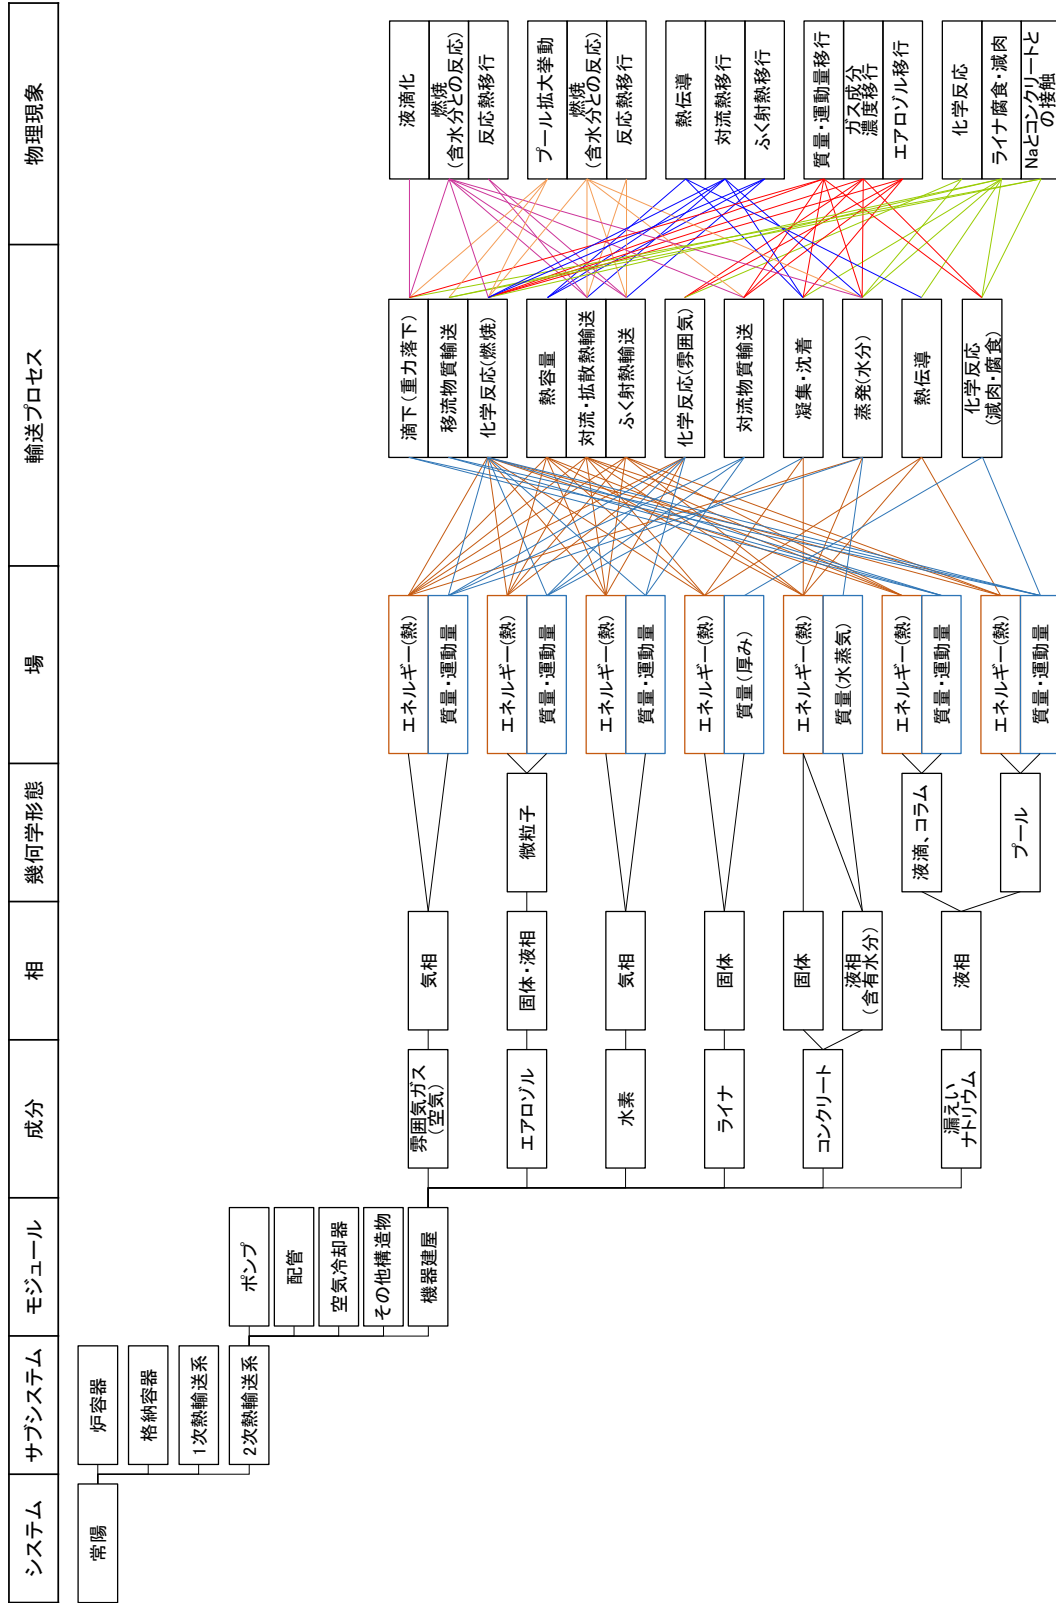 システム
サブシステム
モジュール
成分
相
幾何学形態
場
輸送プロセス
物理現象
常陽
炉容器
格納容器
1次熱輸送系
2次熱輸送系
ポンプ
配管
空気冷却器
その他構造物
機器建屋
雰囲気ガス
(空気)
エアロゾル
水素
ライナ
コンクリート
漏えい
ナトリウム
気相
固体・液相
気相
固体
固体
液相
(含有水分)
液相
微粒子
液滴、コラム
プール
エネルギー(熱)
質量・運動量
エネルギー(熱)
質量・運動量
エネルギー(熱)
質量・運動量
エネルギー(熱)
質量(厚み)
エネルギー(熱)
質量(水蒸気)
エネルギー(熱)
質量・運動量
エネルギー(熱)
質量・運動量
滴下(重力落下)
移流物質輸送
化学反応(燃焼)
熱容量
対流・拡散熱輸送
ふく射熱輸送
化学反応(雰囲気)
対流物質輸送
凝集・沈着
蒸発(水分)
熱伝導
化学反応
(減肉・腐食)
液滴化
燃焼
(含水分との反応)
反応熱移行
プール拡大挙動
燃焼
(含水分との反応)
反応熱移行
熱伝導
対流熱移行
ふく射熱移行
質量・運動量移行
ガス成分
濃度移行
エアロゾル移行
化学反応
ライナ腐食・減肉
Naとコンクリートと
の接触